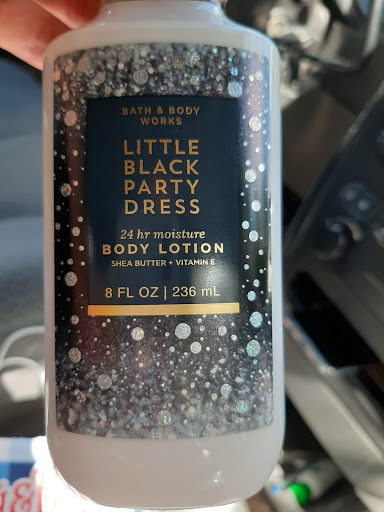 BATH & BODY
WORKS
LITTLE
BLACK
PARTY
DRESS
24 hr moisture
BODY LOTION
SHEA BUTTER + VITAMIN E
8 FL OZ | 236 mL